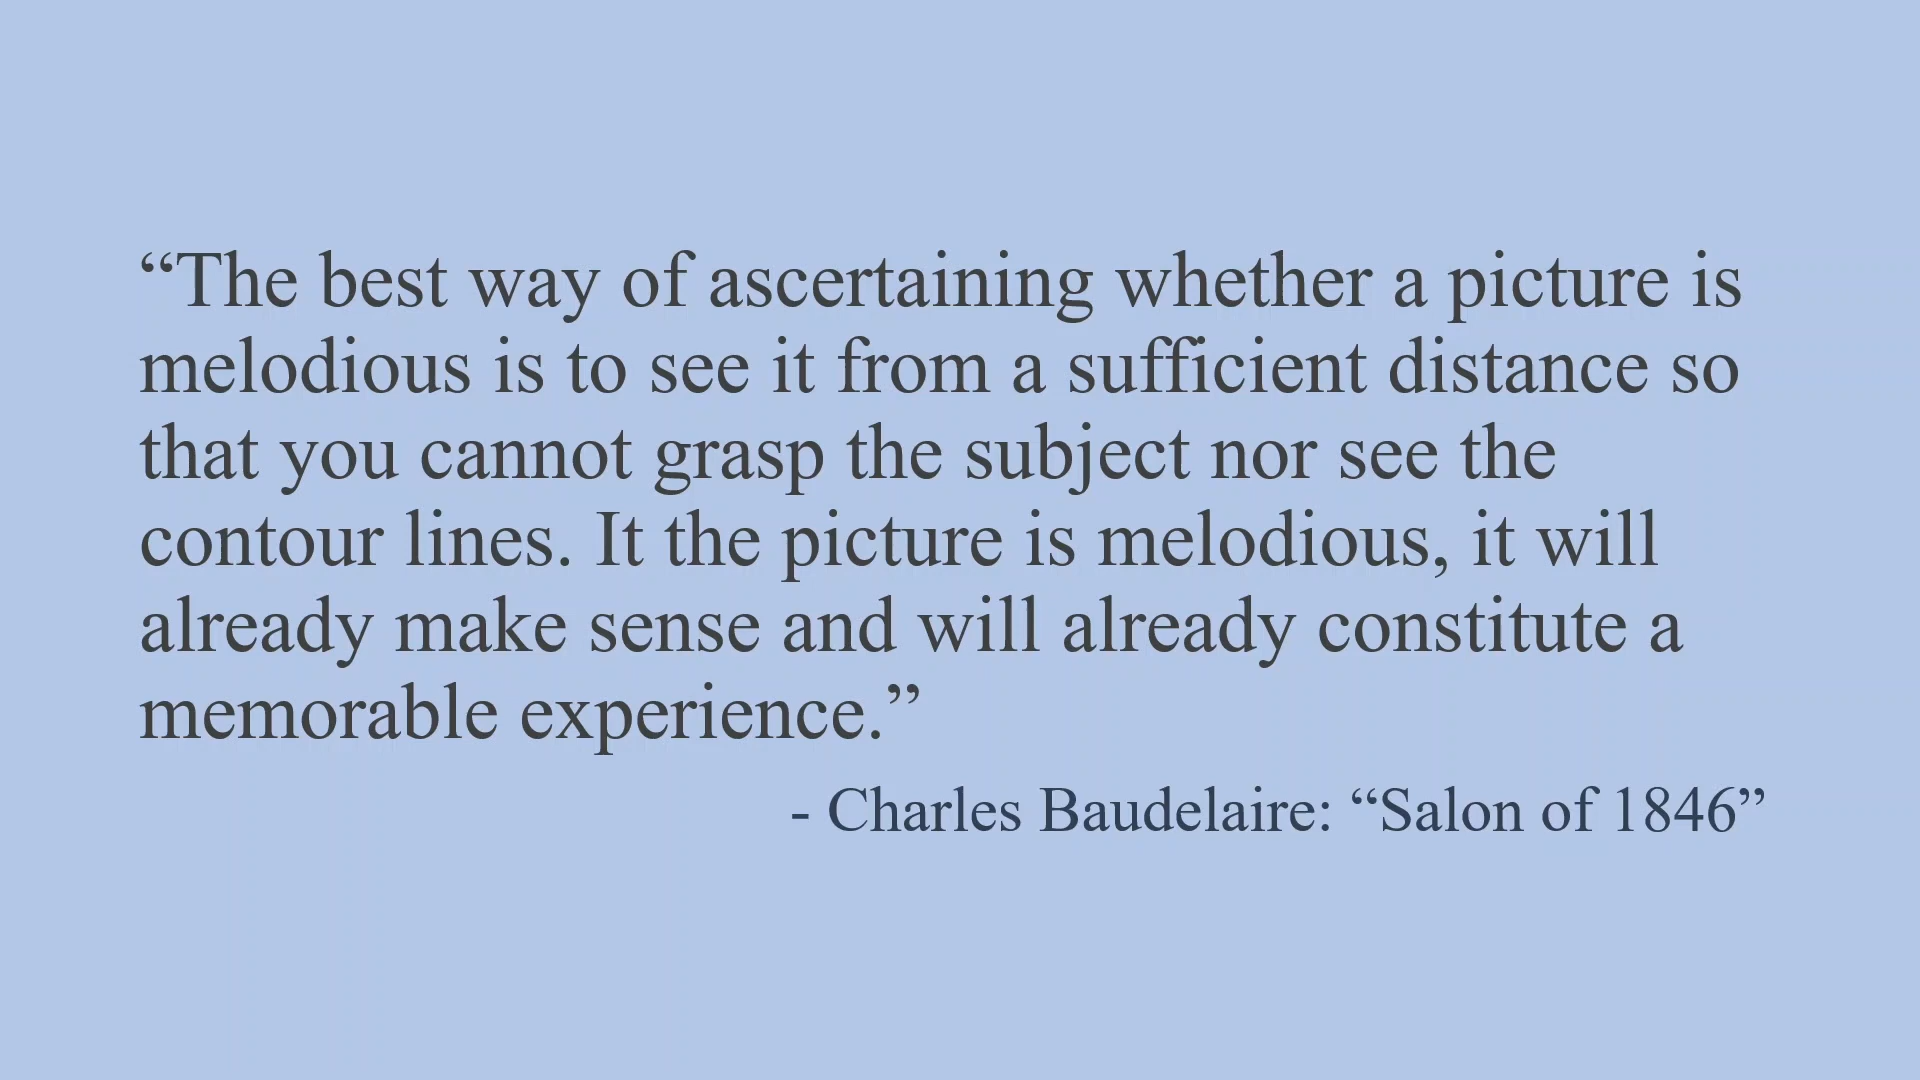 “The best way of ascertaining whether a picture is
melodious is to see it from a sufficient distance so
that you cannot grasp the subject nor see the
contour lines. It the picture is melodious, it will
already make sense and will already constitute a
memorable experience.”
- Charles Baudelaire: “Salon of 1846”